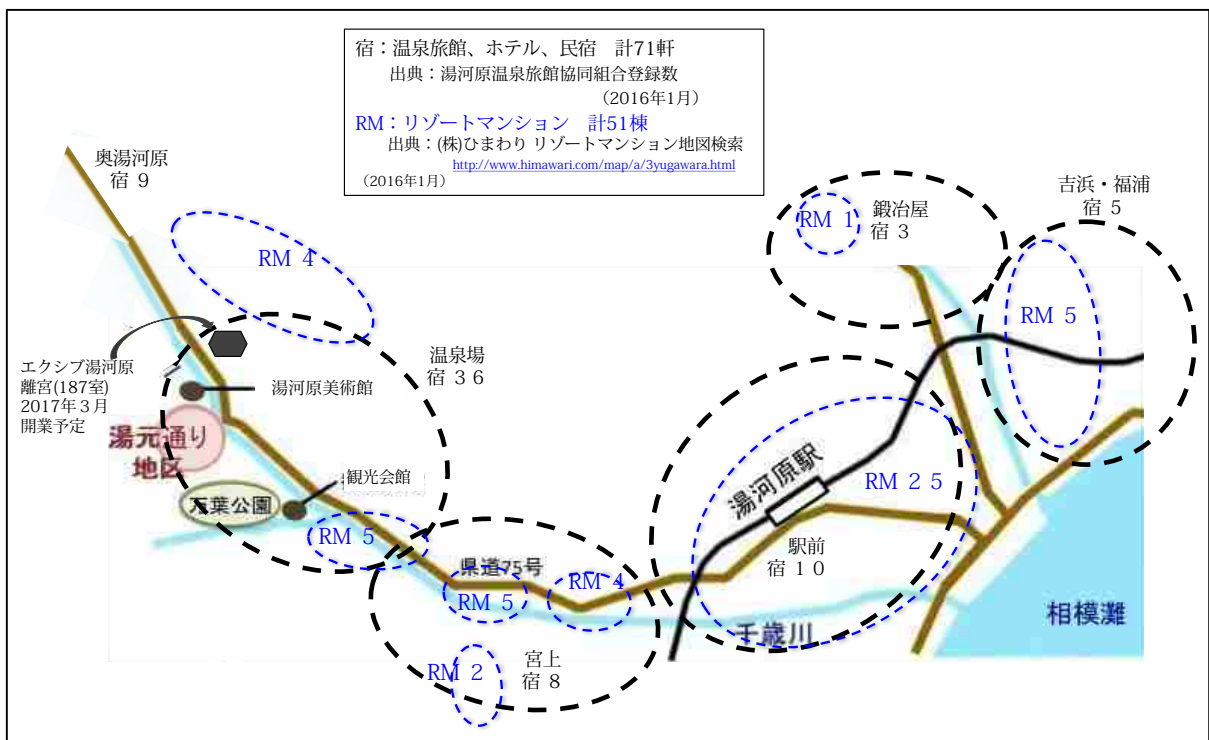 宿：温泉旅館、ホテル、民宿　計71軒
出典：湯河原温泉旅館協同組合登録数
（2016年1月）
RM：リゾートマンション　計51棟
出典：(株)ひまわり リゾートマンション地図検索
http://www.himawari.com/map/a/3yugawara.html
（2016年1月）
奥湯河原
宿 9
RM 4
エクシブ湯河原
離宮(187室)
2017年３月
開業予定
温泉場
宿 36
湯河原美術館
湯元通り
地区
観光会館
万葉公園
RM 5
県道75号
RM 5
RM 4
RM 2
宮上
宿 8
RM 1
鍛冶屋
宿 3
吉浜・福浦
宿 5
RM 5
湯河原駅
RM 2 5
駅前
宿 1 0
千歳川
相模灘